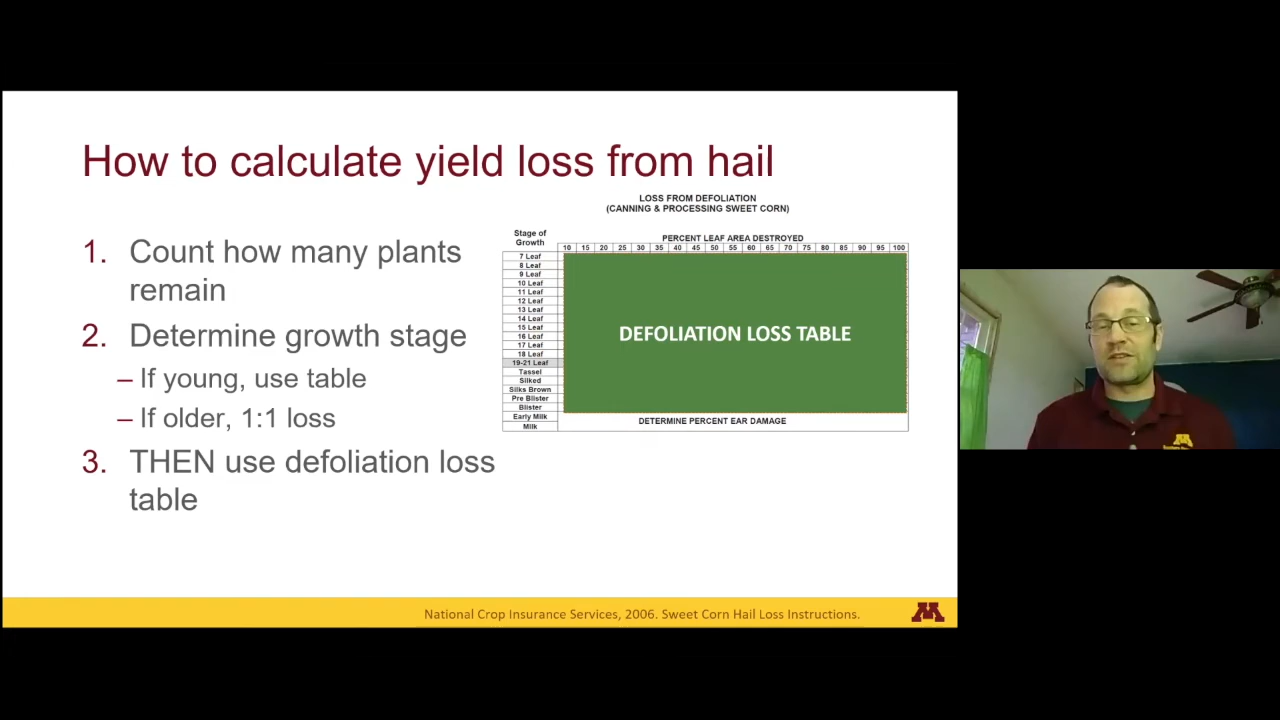 How to calculate yield loss from hail
1. Count how many plants
remain
2. Determine growth stage
– If young, use table
– If older, 1:1 loss
3. THEN use defoliation loss
table
LOSS FROM DEFOLIATION
(CANNING & PROCESSING SWEET CORN)
Stage of
Growth
PERCENT LEAF AREA DESTROYED
10 15 20 25 30 35 40 45 50 55 60 65 70 75 80 85 90 95 100
7 Leaf
8 Leaf
9 Leaf
10 Leaf
11 Leaf
12 Leaf
13 Leaf
14 Leaf
15 Leaf
16 Leaf
17 Leaf
18 Leaf
19-21 Leaf
Tassel
Silked
Silks Brown
Pre Blister
Blister
Early Milk
Milk
DEFOLIATION LOSS TABLE
DETERMINE PERCENT EAR DAMAGE
National Crop Insurance Services, 2006. Sweet Corn Hail Loss Instructions.
M